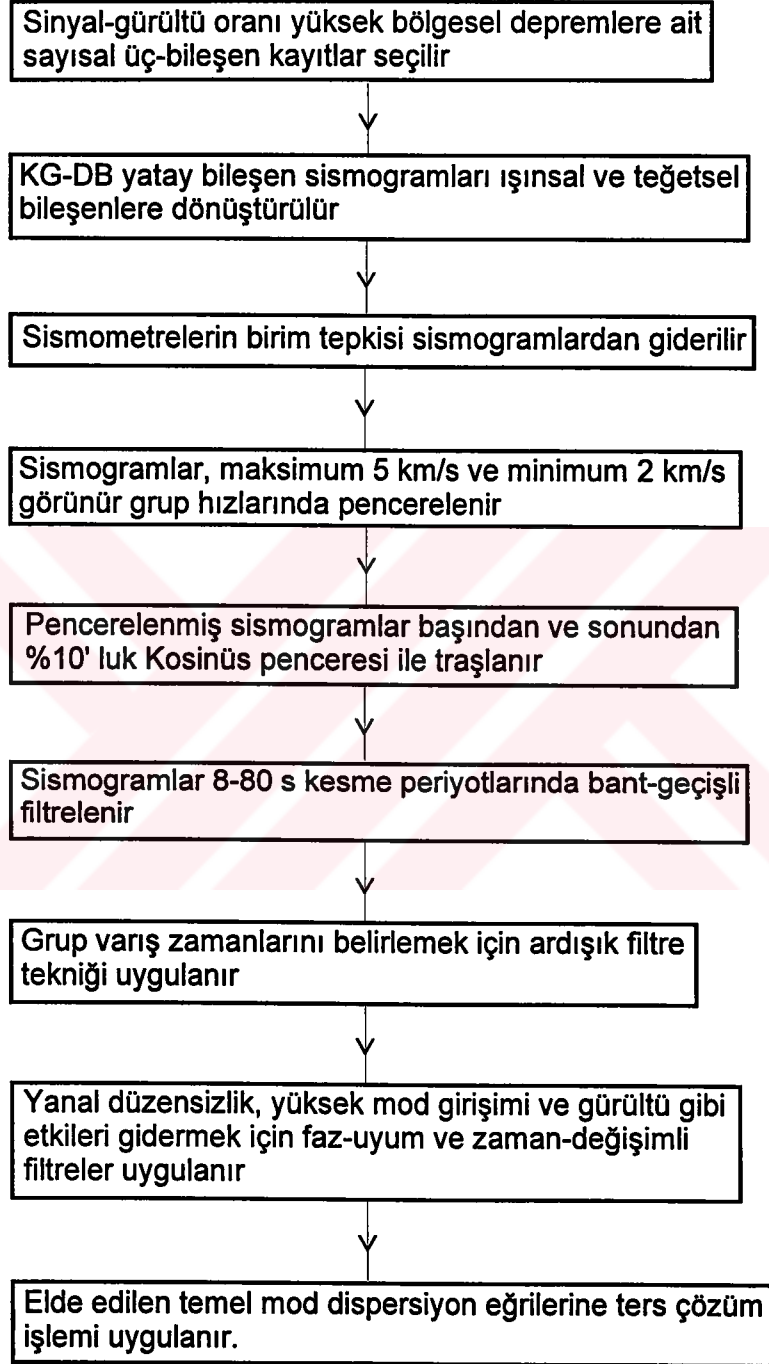 Sinyal-gürültü oranı yüksek bölgesel depremlere ait
sayısal üç-bileşen kayıtlar seçilir
KG-DB yatay bileşen sismogramları ışınsal ve teğetsel
bileşenlere dönüştürülür
Sismometrelerin birim tepkisi sismogramlardan giderilir
Sismogramlar, maksimum 5 km/s ve minimum 2 km/s
görünür grup hızlarında pencerelenir
Pencerelenmiş sismogramlar başından ve sonundan
%10' luk Kosinüs penceresi ile traşlanır
Sismogramlar 8-80 s kesme periyotlarında bant-geçişli
filtrelenir
Grup varış zamanlarını belirlemek için ardışık filtre
tekniği uygulanır
Yanal düzensizlik, yüksek mod girişimi ve gürültü gibi
etkileri gidermek için faz-uyum ve zaman-değişimli
filtreler uygulanır
Elde edilen temel mod dispersiyon eğrilerine ters çözüm
işlemi uygulanır.